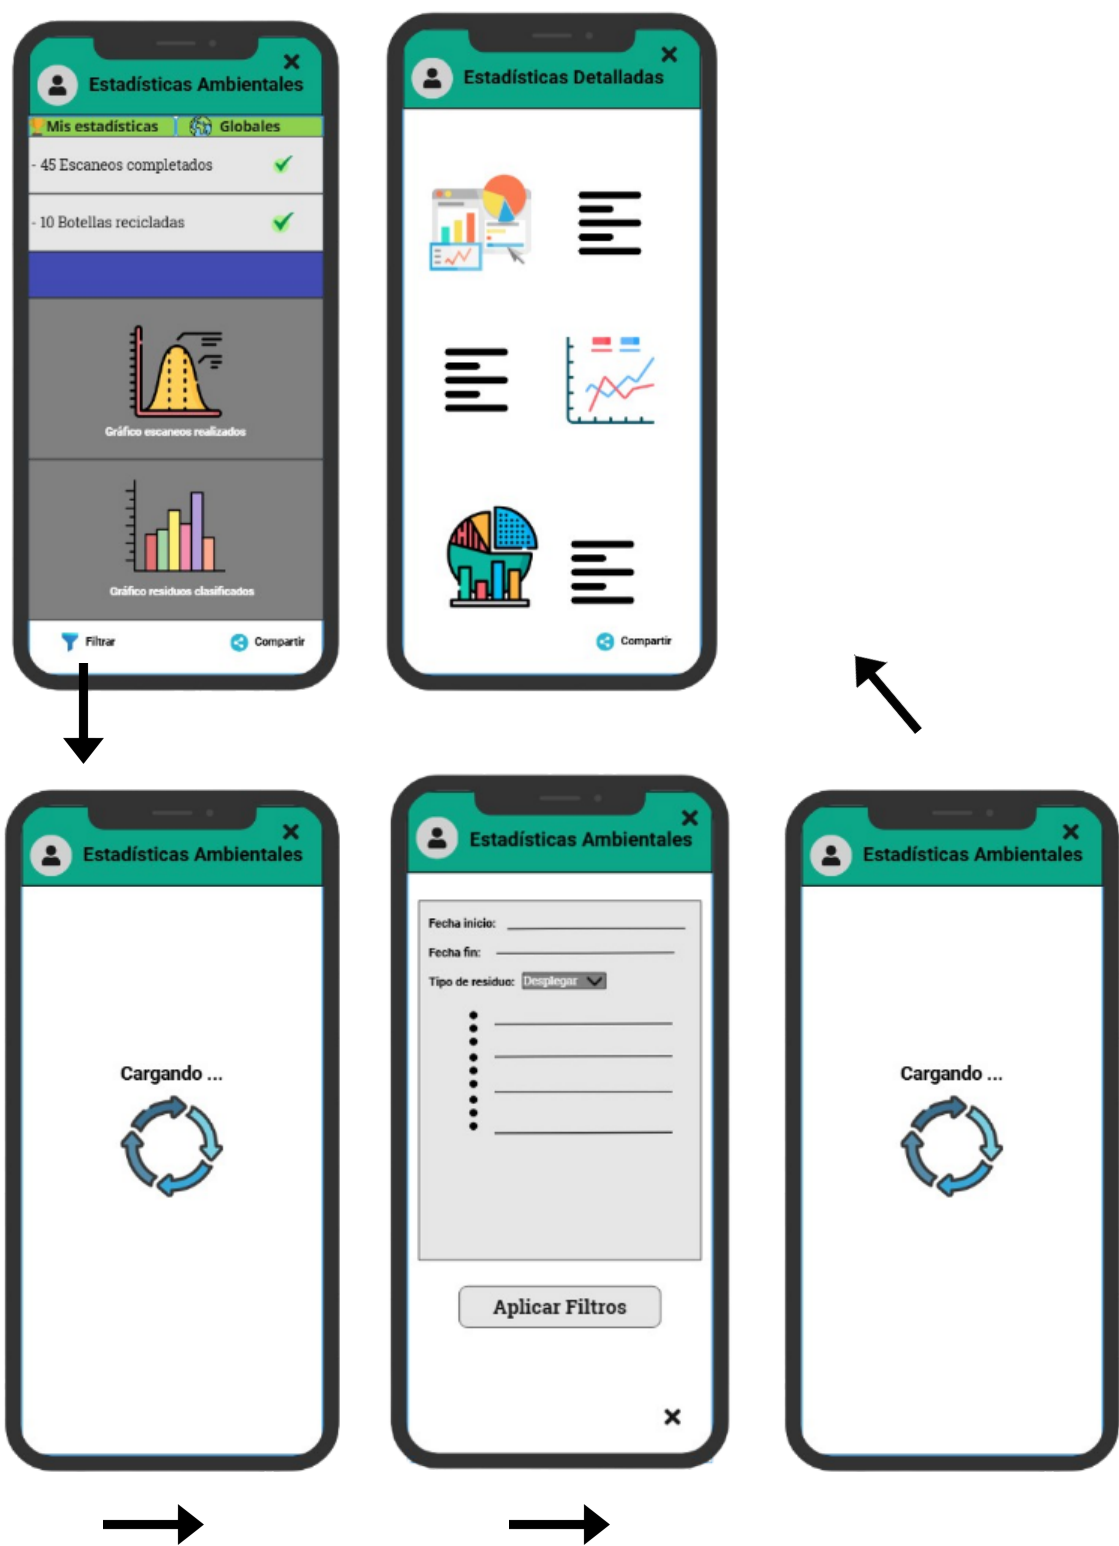 Estadísticas Ambientales
Mis estadísticas
Globales
- 45 Escaneos completados
- 10 Botellas recicladas
Gráfico escaneos realizados
Gráfico residuos clasificados
Filtrar
Compartir
Estadísticas Detalladas
Compartir
Estadísticas Ambientales
Cargando ...
Estadísticas Ambientales
Fecha inicio:
Fecha fin:
Tipo de residuo: Desplegar
Aplicar Filtros
Estadísticas Ambientales
Cargando ...